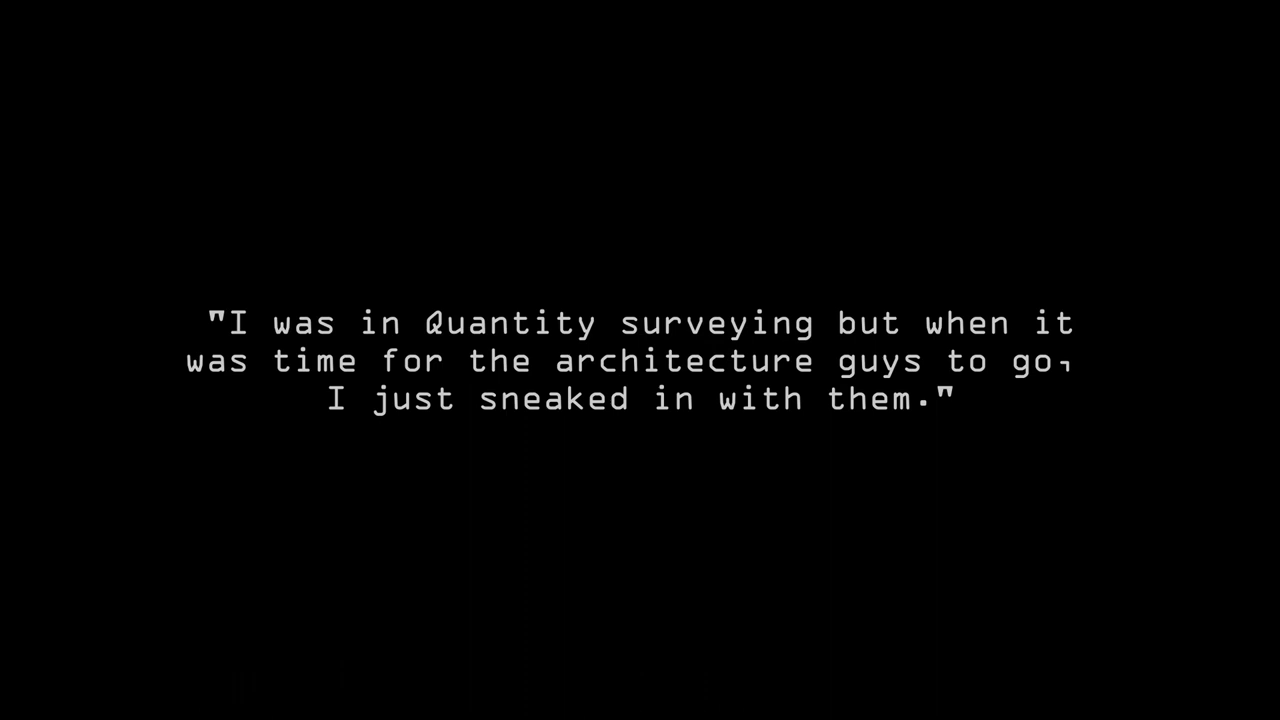 "I was in Quantity surveying but when it
was time for the architecture guys to go,
I just sneaked in with them."